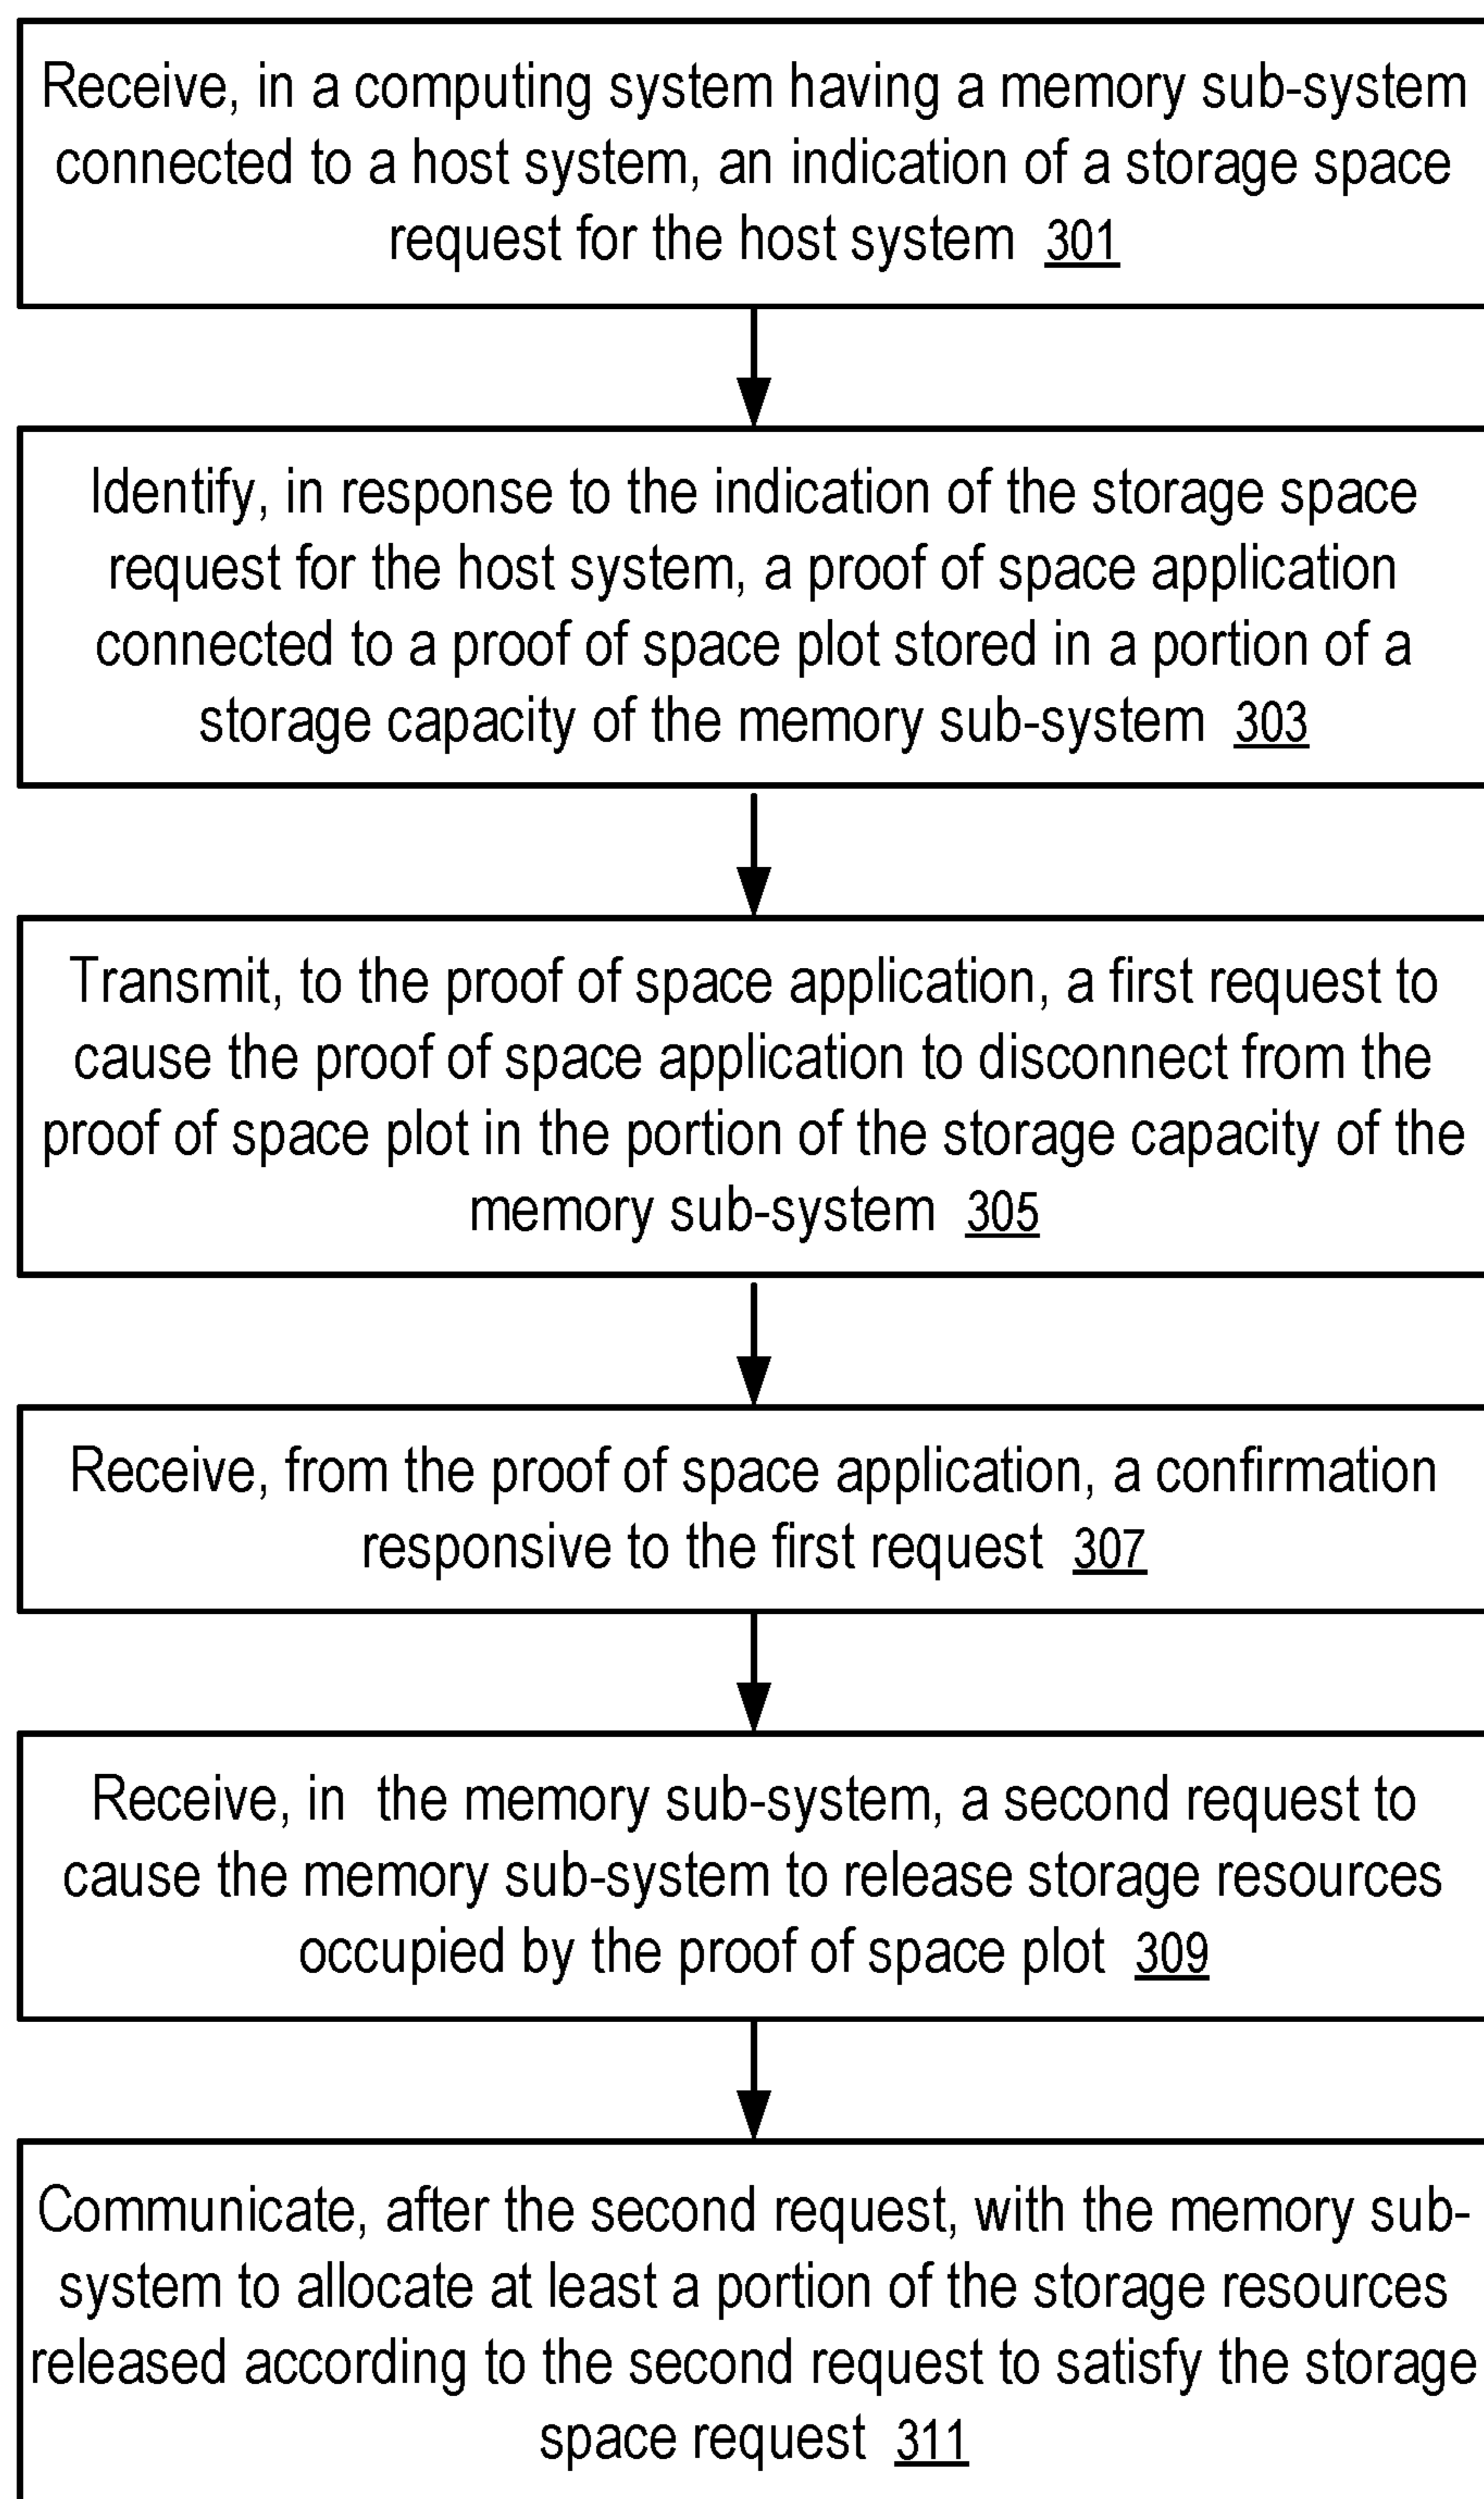 Receive, in a computing system having a memory sub-system
connected to a host system, an indication of a storage space
request for the host system 301
Identify, in response to the indication of the storage space
request for the host system, a proof of space application
connected to a proof of space plot stored in a portion of a
storage capacity of the memory sub-system 303
Transmit, to the proof of space application, a first request to
cause the proof of space application to disconnect from the
proof of space plot in the portion of the storage capacity of the
memory sub-system 305
Receive, from the proof of space application, a confirmation
responsive to the first request 307
Receive, in the memory sub-system, a second request to
cause the memory sub-system to release storage resources
occupied by the proof of space plot 309
Communicate, after the second request, with the memory sub-
system to allocate at least a portion of the storage resources
released according to the second request to satisfy the storage
space request 311